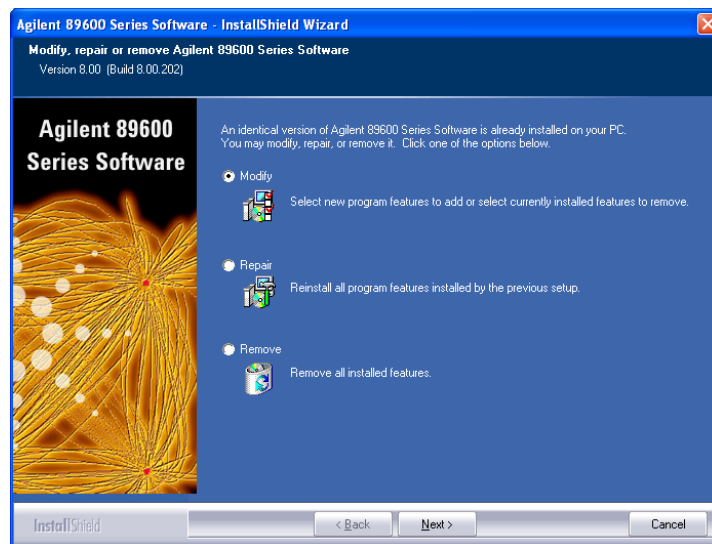 Agilent 89600 Series Software - InstallShield Wizard
Modify, repair or remove Agilent 89600 Series Software
Version 8.00 (Build 8.00.202)
Agilent 89600
Series Software
An identical version of Agilent 89600 Series Software is already installed on your PC.
You may modify, repair, or remove it. Click one of the options below.
Modify
Select new program features to add or select currently installed features to remove.
Repair
Reinstall all program features installed by the previous setup.
Remove
Remove all installed features.
InstallShield
< Back
Next >
Cancel